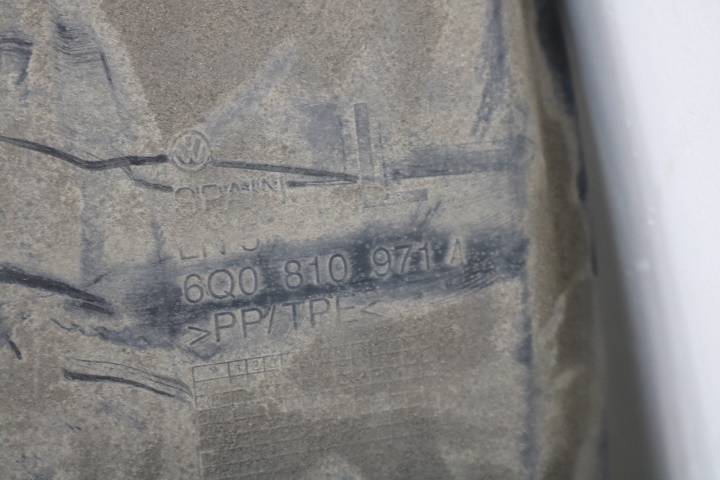 SPAIN
6Q0 810 971 A
>PP/TPE<